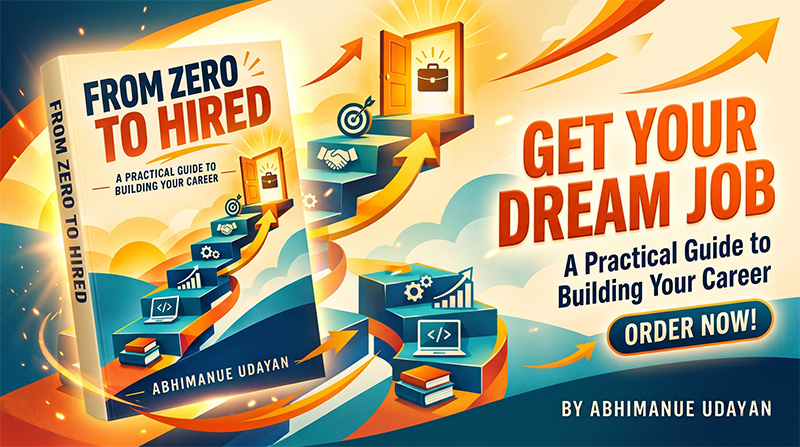 FROM ZERO
TO HIRED
A PRACTICAL GUIDE TO
BUILDING YOUR CAREER
</>
ABHIMANUE UDAYAN
FROM ZERO TO HIRED
</>
GET YOUR
DREAM JOB
A Practical Guide to
Building Your Career
ORDER NOW!
BY ABHIMANUE UDAYAN